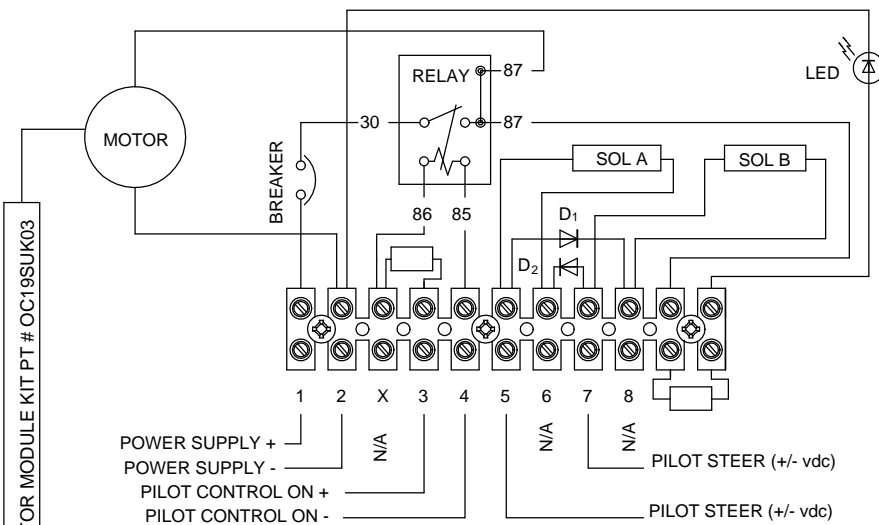 RELAY
87
LED
MOTOR
30
87
SOL A
SOL B
BREAKER
86
85
D1
D2
TOR MODULE KIT PT # OC19SUK03
1
2
X
3
4
5
6
7
8
N/A
N/A
N/A
POWER SUPPLY +
POWER SUPPLY -
PILOT CONTROL ON +
PILOT CONTROL ON -
PILOT STEER (+/- vdc)
PILOT STEER (+/- vdc)